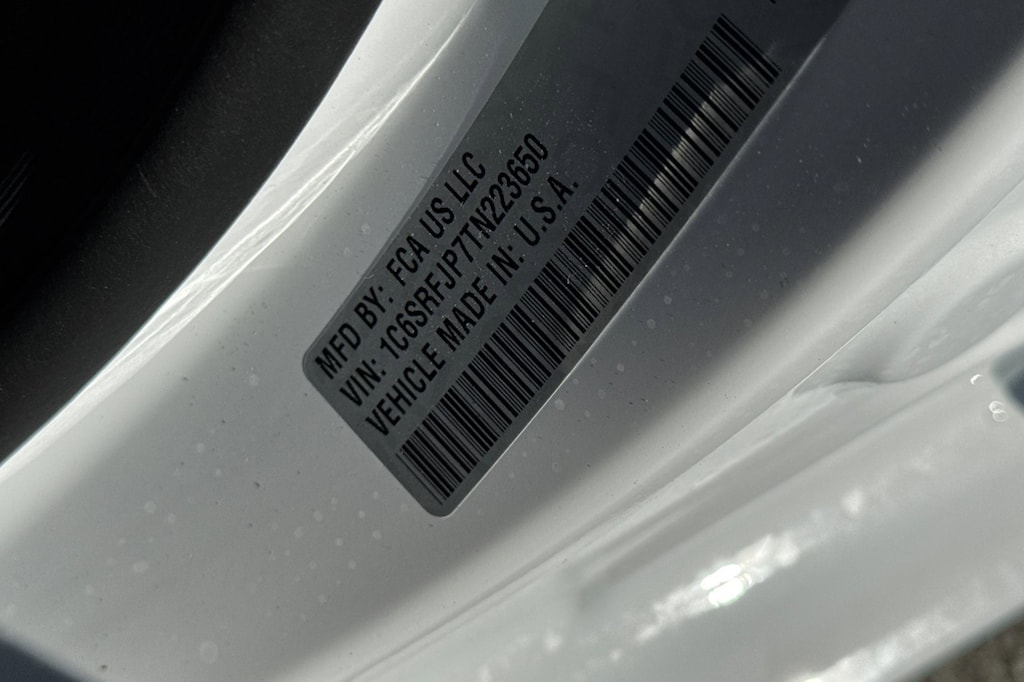 MFD BY: FCA US LLC
VIN: 1C6SRFJP7TN223650
VEHICLE MADE IN: U.S.A.